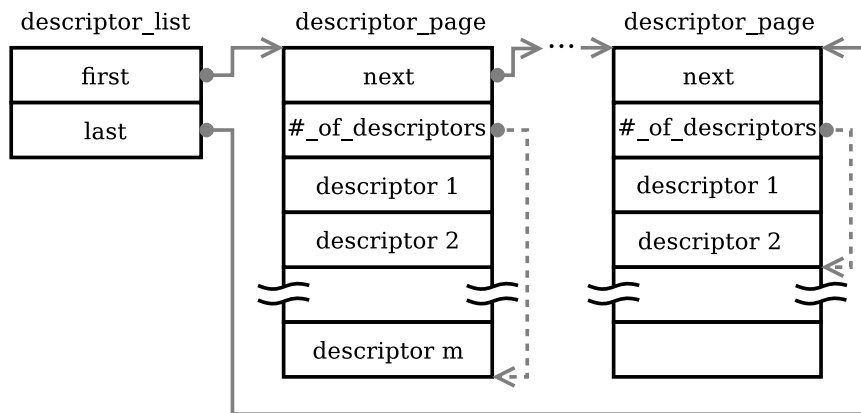 descriptor_list
first
last
descriptor_page
next
#_of_descriptors
descriptor 1
descriptor 2
descriptor m
...
descriptor_page
next
#_of_descriptors
descriptor 1
descriptor 2